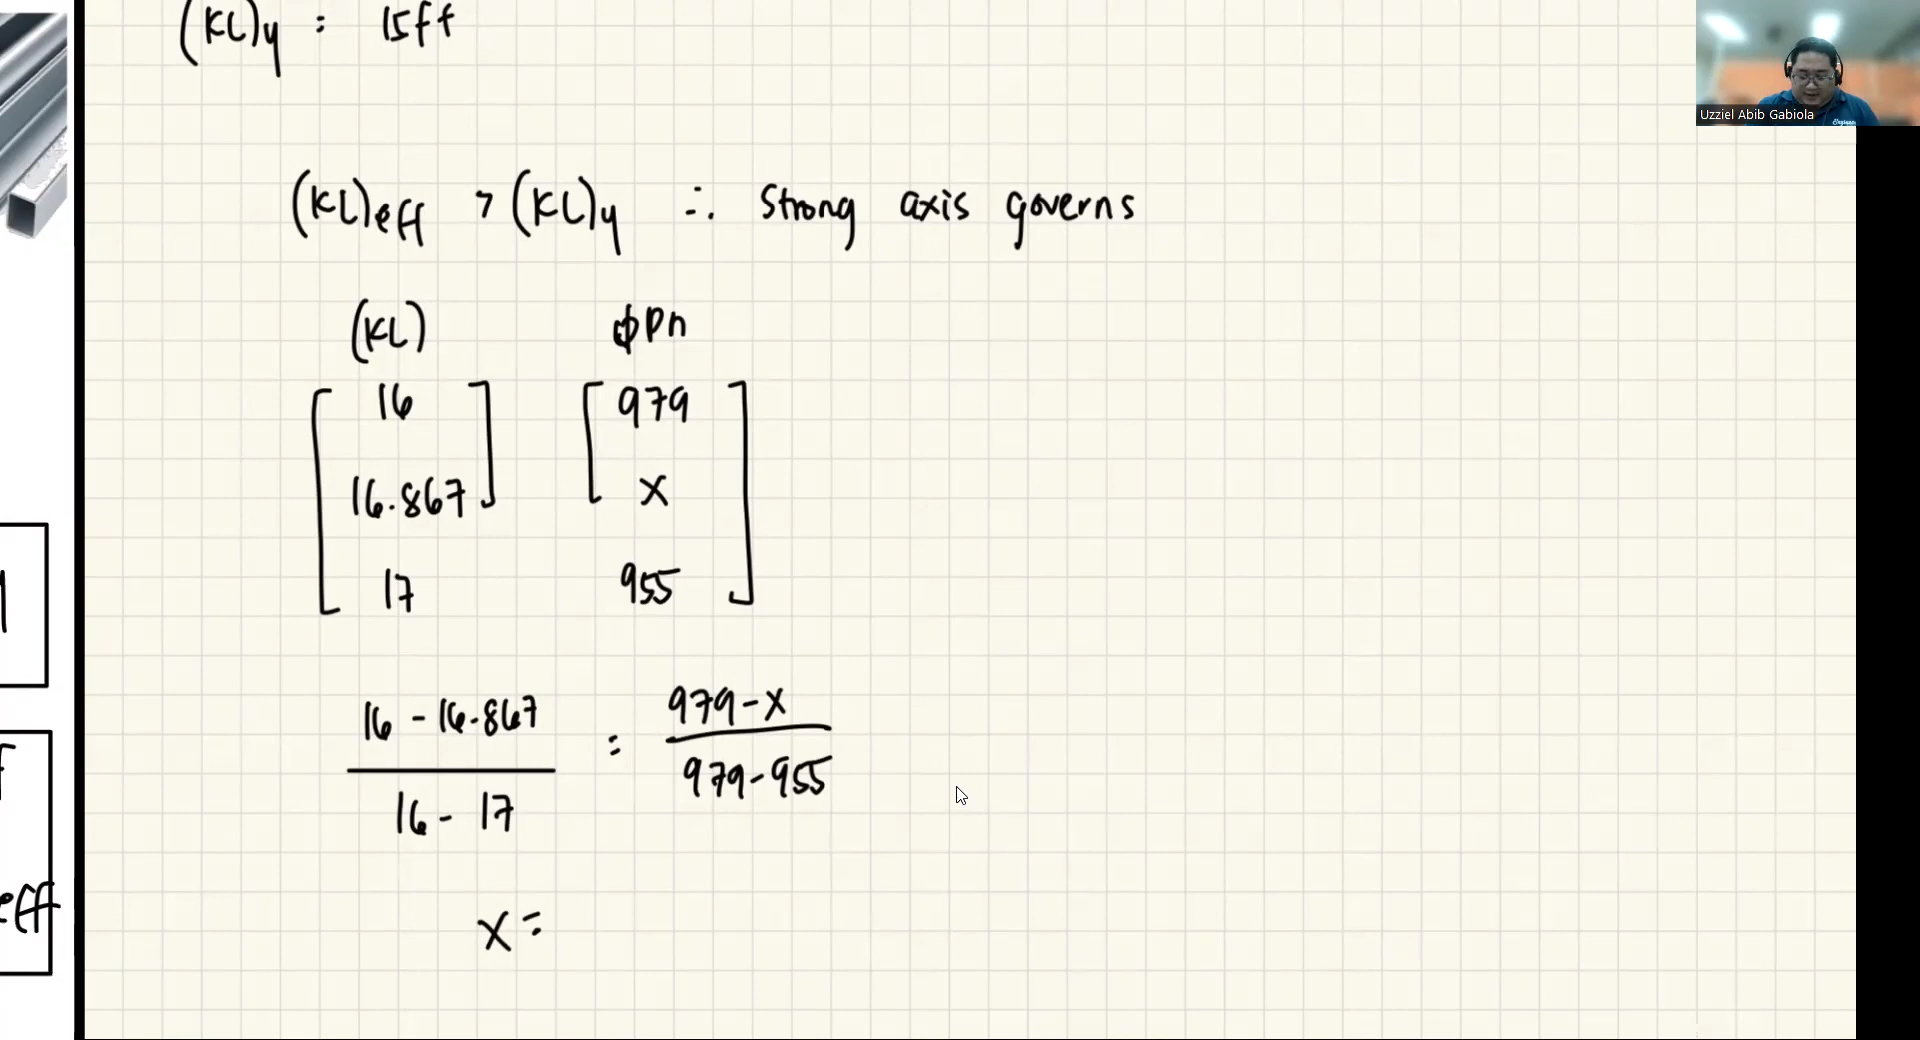 (KL)y = 15ft
Uzziel Abib Gabiola
(KL)eff > (KL)y ∴ Strong axis governs
(KL) ϕPn
16 979
16.867 x
17 955
16 - 16.867 = 979 - x
16 - 17 979 - 955
eff
x =